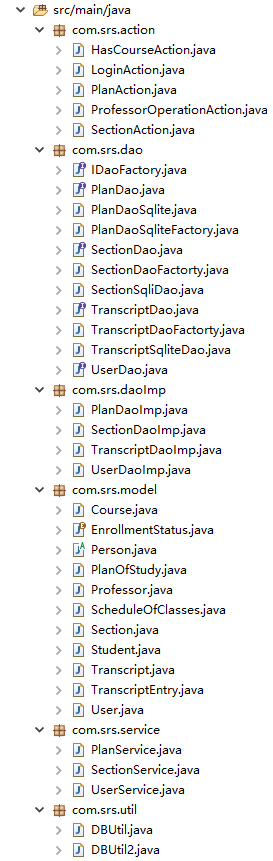 src/main/java
com.srs.action
HasCourseAction.java
LoginAction.java
PlanAction.java
ProfessorOperationAction.java
SectionAction.java
com.srs.dao
IDaoFactory.java
PlanDao.java
PlanDaoSqlite.java
PlanDaoSqliteFactory.java
SectionDao.java
SectionDaoFactorty.java
SectionSqliDao.java
TranscriptDao.java
TranscriptDaoFactorty.java
TranscriptSqliteDao.java
UserDao.java
com.srs.daoImp
PlanDaoImp.java
SectionDaoImp.java
TranscriptDaoImp.java
UserDaoImp.java
com.srs.model
Course.java
EnrollmentStatus.java
Person.java
PlanOfStudy.java
Professor.java
ScheduleOfClasses.java
Section.java
Student.java
Transcript.java
TranscriptEntry.java
User.java
com.srs.service
PlanService.java
SectionService.java
UserService.java
com.srs.util
DBUtil.java
DBUtil2.java